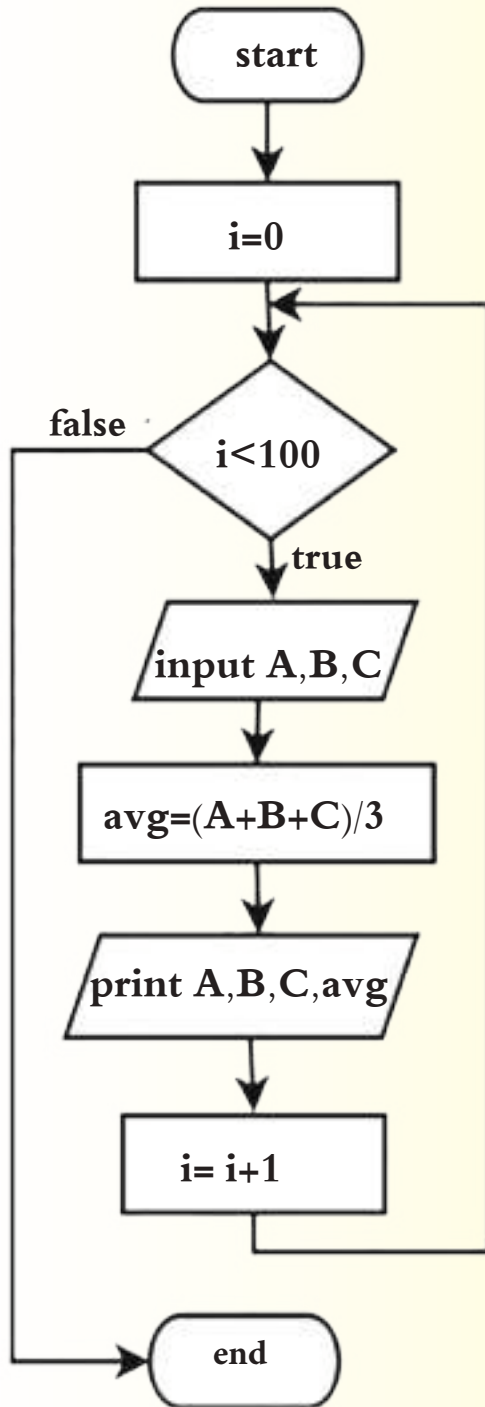 start
i=0
false
i<100
true
input A,B,C
avg=(A+B+C)/3
print A,B,C,avg
i= i+1
end